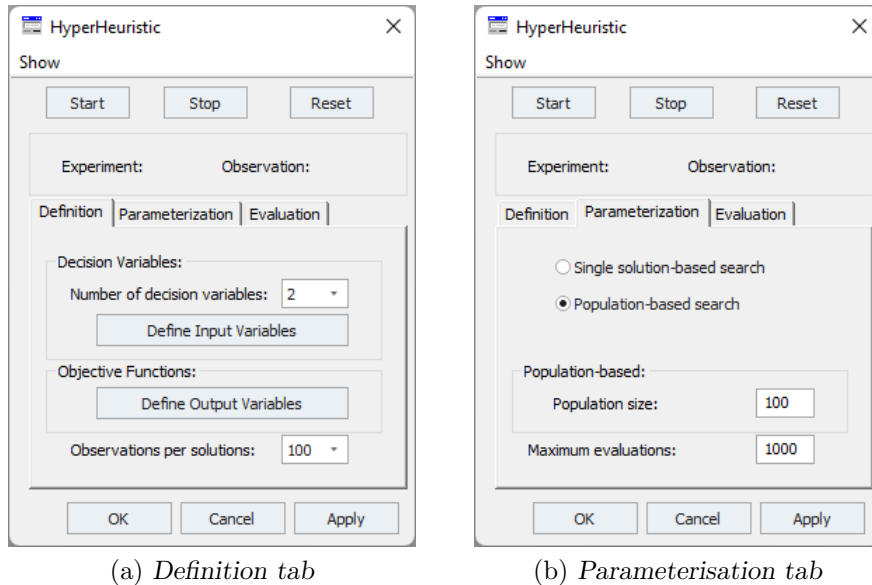 HyperHeuristic
Show
Start Stop Reset
Experiment: Observation:
Definition Parameterization Evaluation
Decision Variables:
Number of decision variables: 2
Define Input Variables
Objective Functions:
Define Output Variables
Observations per solutions: 100
OK Cancel Apply
(a) Definition tab
HyperHeuristic
Show
Start Stop Reset
Experiment: Observation:
Definition Parameterization Evaluation
Single solution-based search
Population-based search
Population-based:
Population size: 100
Maximum evaluations: 1000
OK Cancel Apply
(b) Parameterisation tab